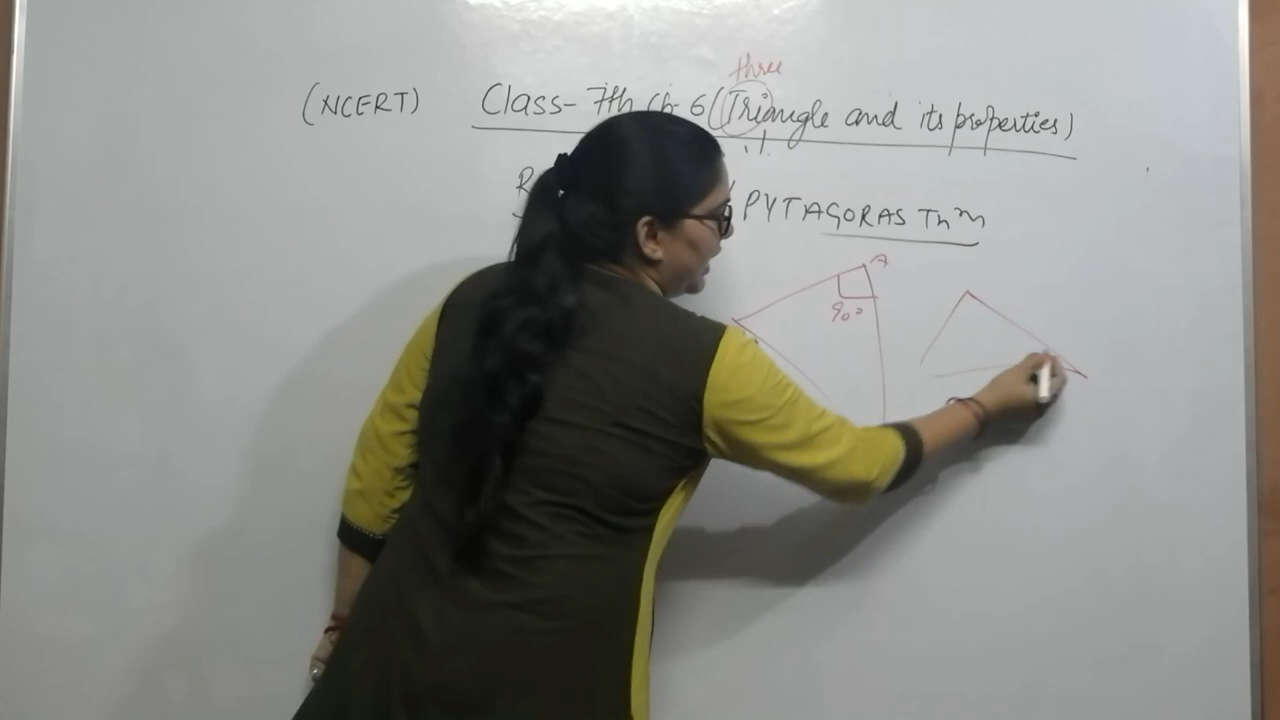 three
(NCERT) Class- 7th Ch- 6 (Triangle and its properties)
R PYTAGORAS Thm
A
90°